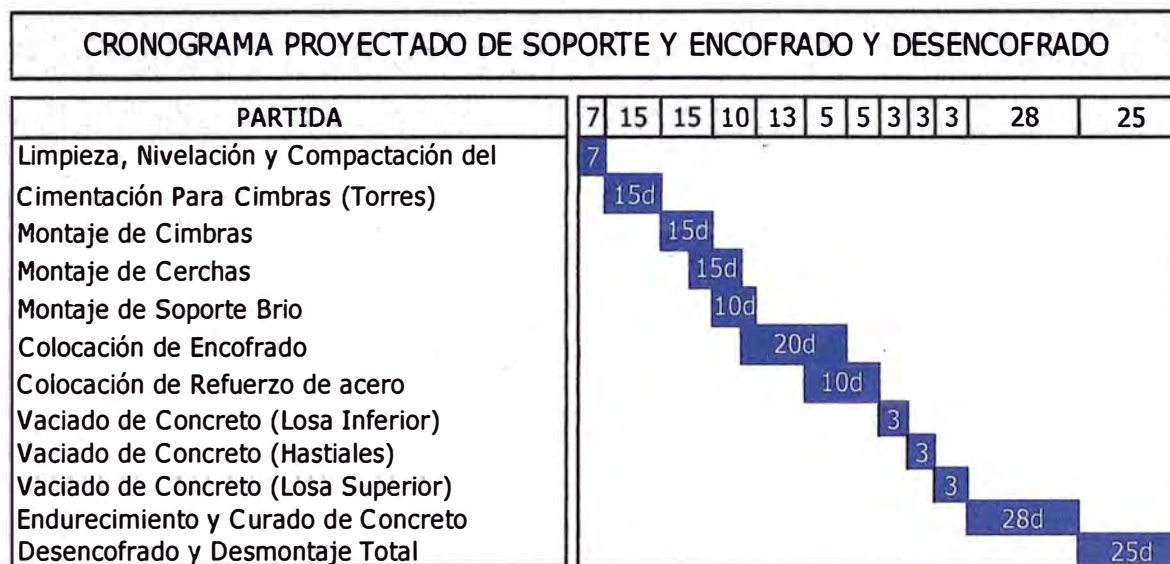 CRONOGRAMA PROYECTADO DE SOPORTE Y ENCOFRADO Y DESENCOFRADO
PARTIDA 7 15 15 10 13 5 5 3 3 3 28 25
Limpieza, Nivelación y Compactación del 7
Cimentación Para Cimbras (Torres) 15d
Montaje de Cimbras 15d
Montaje de Cerchas 15d
Montaje de Soporte Brio 10d
Colocación de Encofrado 20d
Colocación de Refuerzo de acero 10d
Vaciado de Concreto (Losa Inferior) 3
Vaciado de Concreto (Hastiales) 3
Vaciado de Concreto (Losa Superior) 3
Endurecimiento y Curado de Concreto 28d
Desencofrado y Desmontaje Total 25d